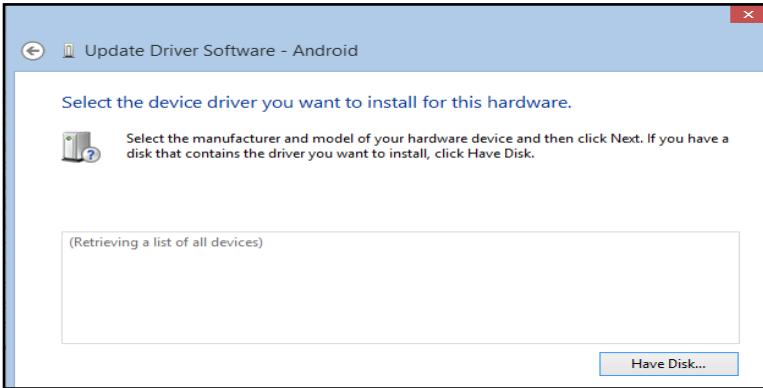 Update Driver Software - Android
Select the device driver you want to install for this hardware.
Select the manufacturer and model of your hardware device and then click Next. If you have a
disk that contains the driver you want to install, click Have Disk.
(Retrieving a list of all devices)
Have Disk...